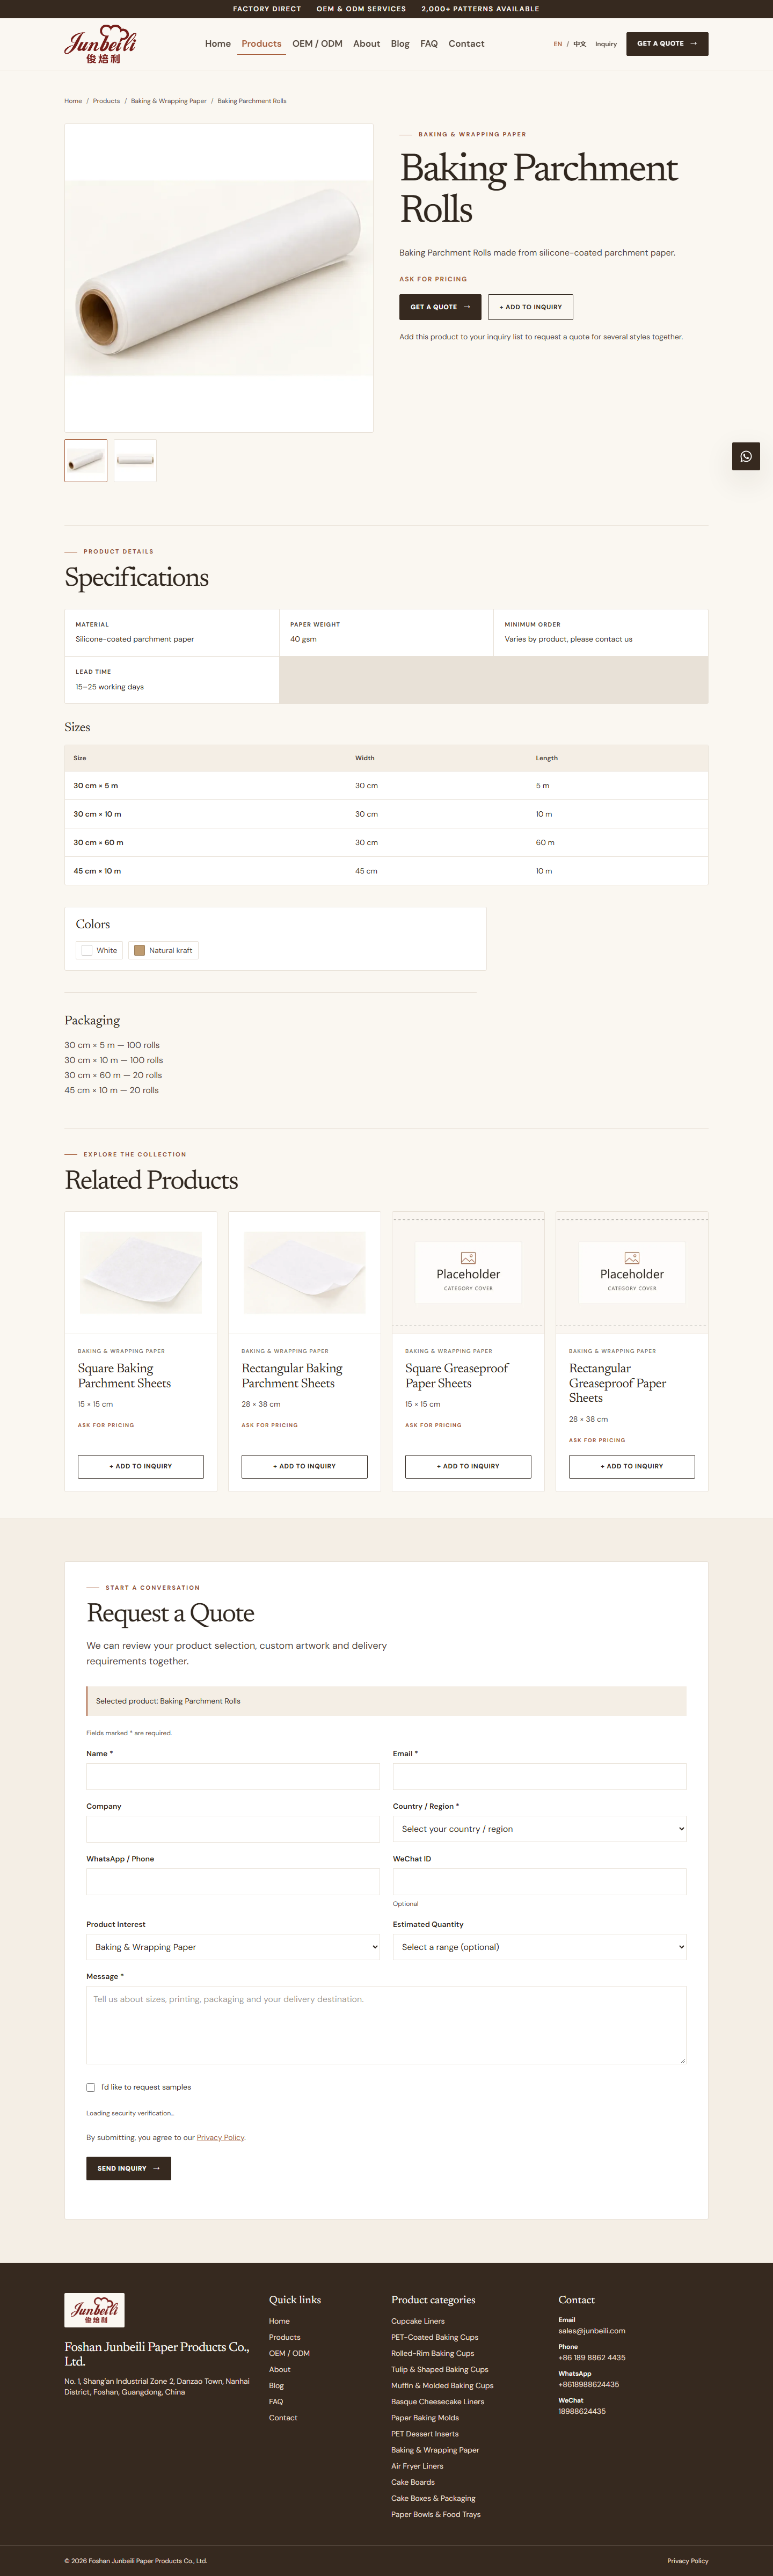 FACTORY DIRECT OEM & ODM SERVICES 2,000+ PATTERNS AVAILABLE
Junbeili
俊焙利
Home Products OEM / ODM About Blog FAQ Contact
EN / 中文 Inquiry GET A QUOTE →
Home / Products / Baking & Wrapping Paper / Baking Parchment Rolls
BAKING & WRAPPING PAPER
Baking Parchment
Rolls
Baking Parchment Rolls made from silicone-coated parchment paper.
ASK FOR PRICING
GET A QUOTE → + ADD TO INQUIRY
Add this product to your inquiry list to request a quote for several styles together.
PRODUCT DETAILS
Specifications
MATERIAL PAPER WEIGHT MINIMUM ORDER
Silicone-coated parchment paper 40 gsm Varies by product, please contact us
LEAD TIME
15–25 working days
Sizes
Size Width Length
30 cm × 5 m 30 cm 5 m
30 cm × 10 m 30 cm 10 m
30 cm × 60 m 30 cm 60 m
45 cm × 10 m 45 cm 10 m
Colors
White Natural kraft
Packaging
30 cm × 5 m — 100 rolls
30 cm × 10 m — 100 rolls
30 cm × 60 m — 20 rolls
45 cm × 10 m — 20 rolls
EXPLORE THE COLLECTION
Related Products
BAKING & WRAPPING PAPER
Square Baking
Parchment Sheets
15 × 15 cm
ASK FOR PRICING
+ ADD TO INQUIRY
BAKING & WRAPPING PAPER
Rectangular Baking
Parchment Sheets
28 × 38 cm
ASK FOR PRICING
+ ADD TO INQUIRY
Placeholder
CATEGORY COVER
BAKING & WRAPPING PAPER
Square Greaseproof
Paper Sheets
15 × 15 cm
ASK FOR PRICING
+ ADD TO INQUIRY
Placeholder
CATEGORY COVER
BAKING & WRAPPING PAPER
Rectangular
Greaseproof Paper
Sheets
28 × 38 cm
ASK FOR PRICING
+ ADD TO INQUIRY
START A CONVERSATION
Request a Quote
We can review your product selection, custom artwork and delivery
requirements together.
Selected product: Baking Parchment Rolls
Fields marked * are required.
Name * Email *
Company Country / Region *
Select your country / region
WhatsApp / Phone WeChat ID
Optional
Product Interest Estimated Quantity
Baking & Wrapping Paper Select a range (optional)
Message *
Tell us about sizes, printing, packaging and your delivery destination.
I'd like to request samples
Loading security verification…
By submitting, you agree to our Privacy Policy.
SEND INQUIRY →
Junbeili
俊焙利
Foshan Junbeili Paper Products Co.,
Ltd.
No. 1, Shang'an Industrial Zone 2, Danzao Town, Nanhai
District, Foshan, Guangdong, China
Quick links
Home
Products
OEM / ODM
About
Blog
FAQ
Contact
Product categories
Cupcake Liners
PET-Coated Baking Cups
Rolled-Rim Baking Cups
Tulip & Shaped Baking Cups
Muffin & Molded Baking Cups
Basque Cheesecake Liners
Paper Baking Molds
PET Dessert Inserts
Baking & Wrapping Paper
Air Fryer Liners
Cake Boards
Cake Boxes & Packaging
Paper Bowls & Food Trays
Contact
Email
sales@junbeili.com
Phone
+86 189 8862 4435
WhatsApp
+8618988624435
WeChat
18988624435
© 2026 Foshan Junbeili Paper Products Co., Ltd. Privacy Policy